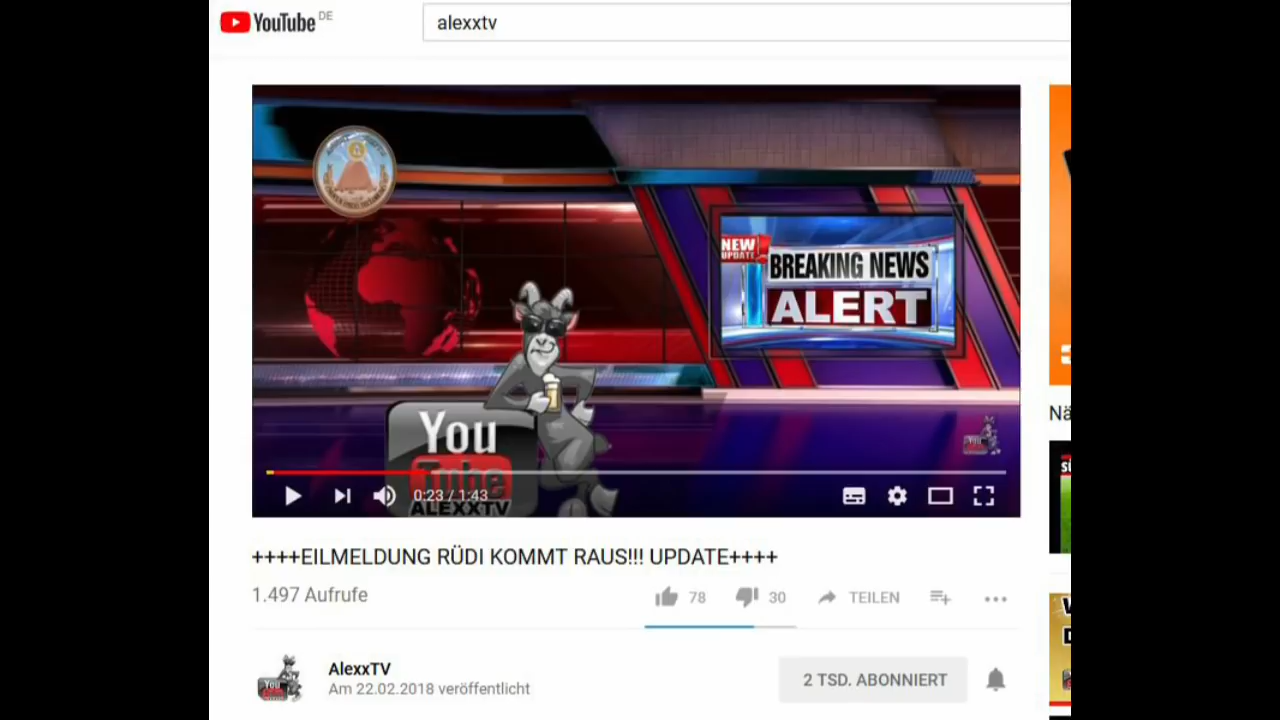 YouTube DE
alexxtv
NEW
UPDATE
BREAKING NEWS
ALERT
You
Tube
ALEXXTV
0:23 / 1:43
++++EILMELDUNG RÜDI KOMMT RAUS!!! UPDATE++++
1.497 Aufrufe
78
30
TEILEN
Nä
AlexxTV
Am 22.02.2018 veröffentlicht
2 TSD. ABONNIERT